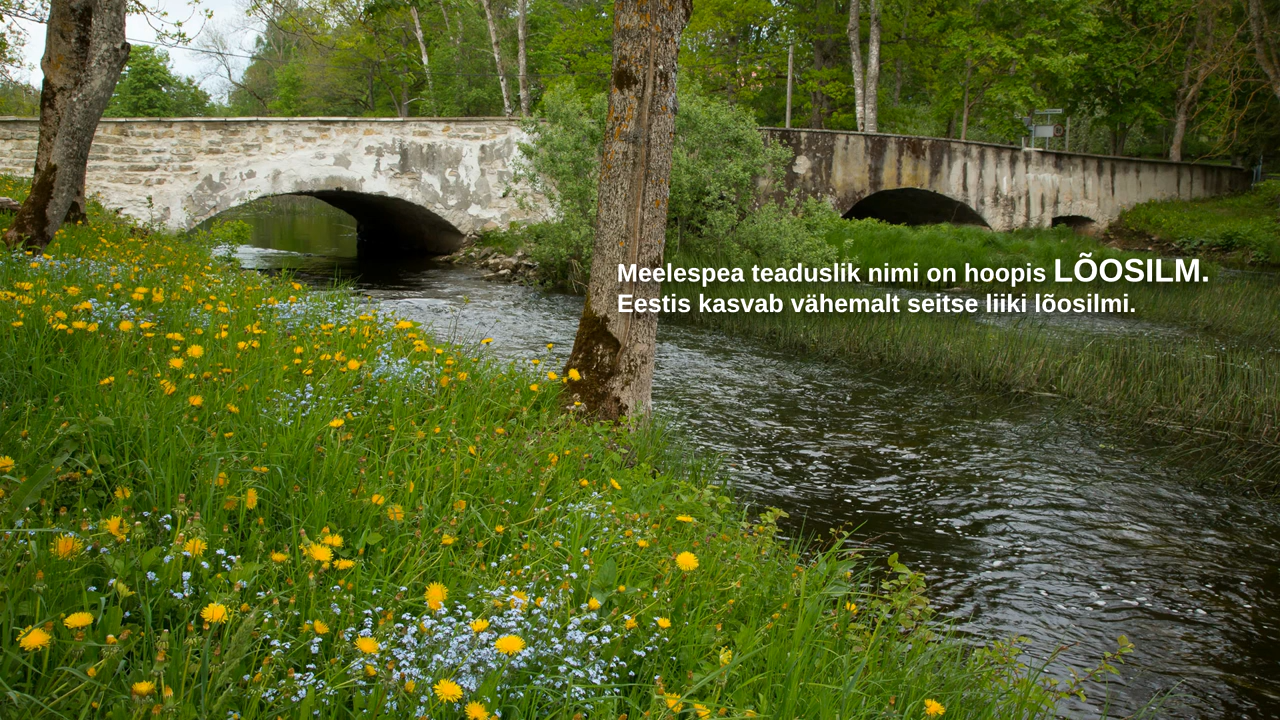 Meelespea teaduslik nimi on hoopis LÕOSILM.
Eestis kasvab vähemalt seitse liiki lõosilmi.